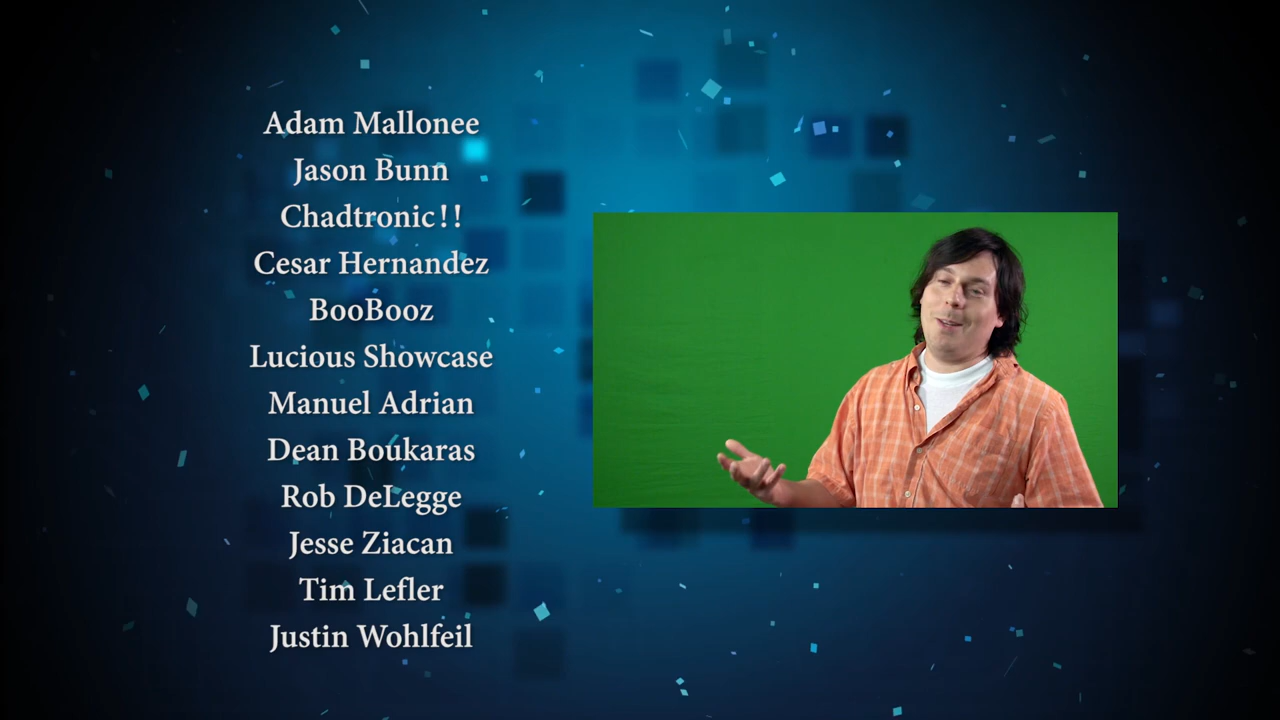 Adam Mallonee
Jason Bunn
Chadtronic!!
Cesar Hernandez
BooBooz
Lucious Showcase
Manuel Adrian
Dean Boukaras
Rob DeLegge
Jesse Ziacan
Tim Lefler
Justin Wohlfeil